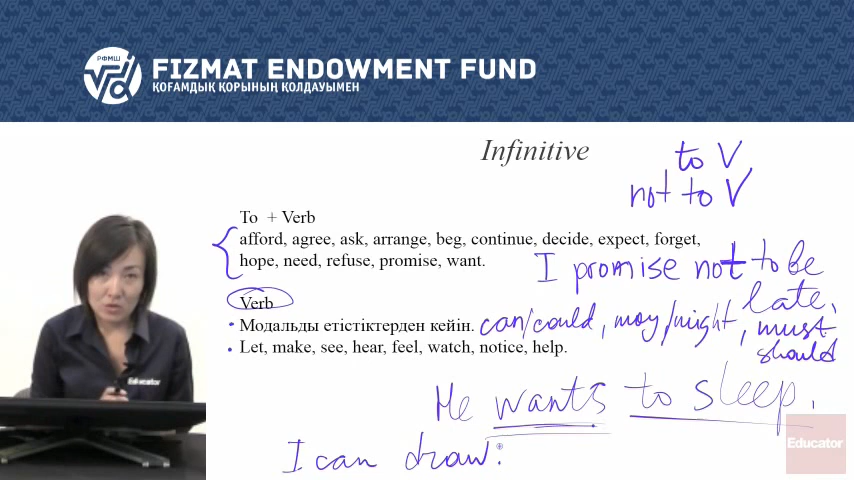 РФМШ
FIZMAT ENDOWMENT FUND
ҚОҒАМДЫҚ ҚОРЫНЫҢ ҚОЛДАУЫМЕН
Infinitive
to V
not to V
To + Verb
afford, agree, ask, arrange, beg, continue, decide, expect, forget,
hope, need, refuse, promise, want.
I promise not to be
late.
Verb
Модальды етістіктерден кейін.
can/could, may/might, must
should
Let, make, see, hear, feel, watch, notice, help.
He wants to sleep.
I can draw.
Educator
Educator